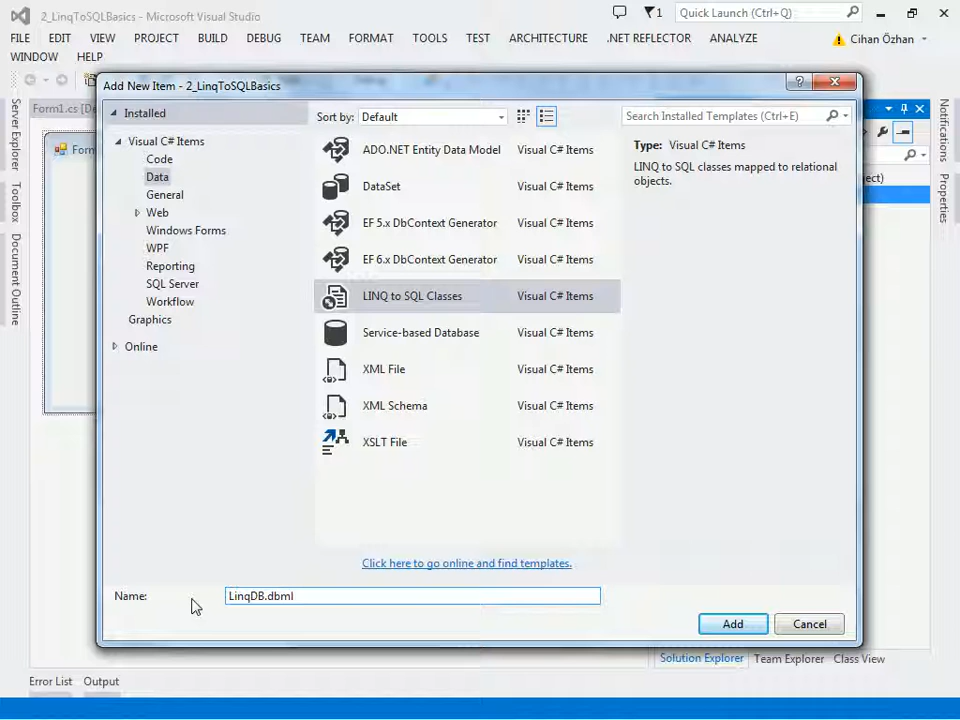 2_LinqToSQLBasics - Microsoft Visual Studio
1
Quick Launch (Ctrl+Q)
FILE EDIT VIEW PROJECT BUILD DEBUG TEAM FORMAT TOOLS TEST ARCHITECTURE .NET REFLECTOR ANALYZE
Cihan Özhan
WINDOW HELP
Add New Item - 2_LinqToSQLBasics
?
Form1.cs [De
Form
ect)
Server Explorer
Toolbox
Document Outline
Notifications
Properties
Installed
Visual C# Items
Code
Data
General
Web
Windows Forms
WPF
Reporting
SQL Server
Workflow
Graphics
Online
Sort by: Default
Search Installed Templates (Ctrl+E)
ADO.NET Entity Data Model Visual C# Items
DataSet Visual C# Items
EF 5.x DbContext Generator Visual C# Items
EF 6.x DbContext Generator Visual C# Items
LINQ to SQL Classes Visual C# Items
Service-based Database Visual C# Items
XML File Visual C# Items
XML Schema Visual C# Items
XSLT File Visual C# Items
Type: Visual C# Items
LINQ to SQL classes mapped to relational
objects.
Click here to go online and find templates.
Name: LinqDB.dbml
Add Cancel
Solution Explorer Team Explorer Class View
Error List Output